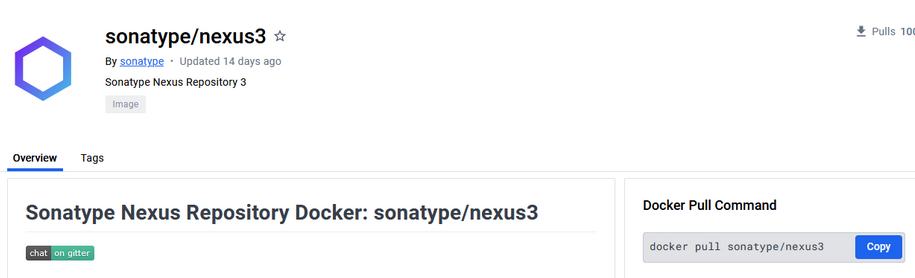 sonatype/nexus3
Pulls 100
By sonatype · Updated 14 days ago
Sonatype Nexus Repository 3
Image
Overview Tags
Sonatype Nexus Repository Docker: sonatype/nexus3
chat on gitter
Docker Pull Command
docker pull sonatype/nexus3 Copy